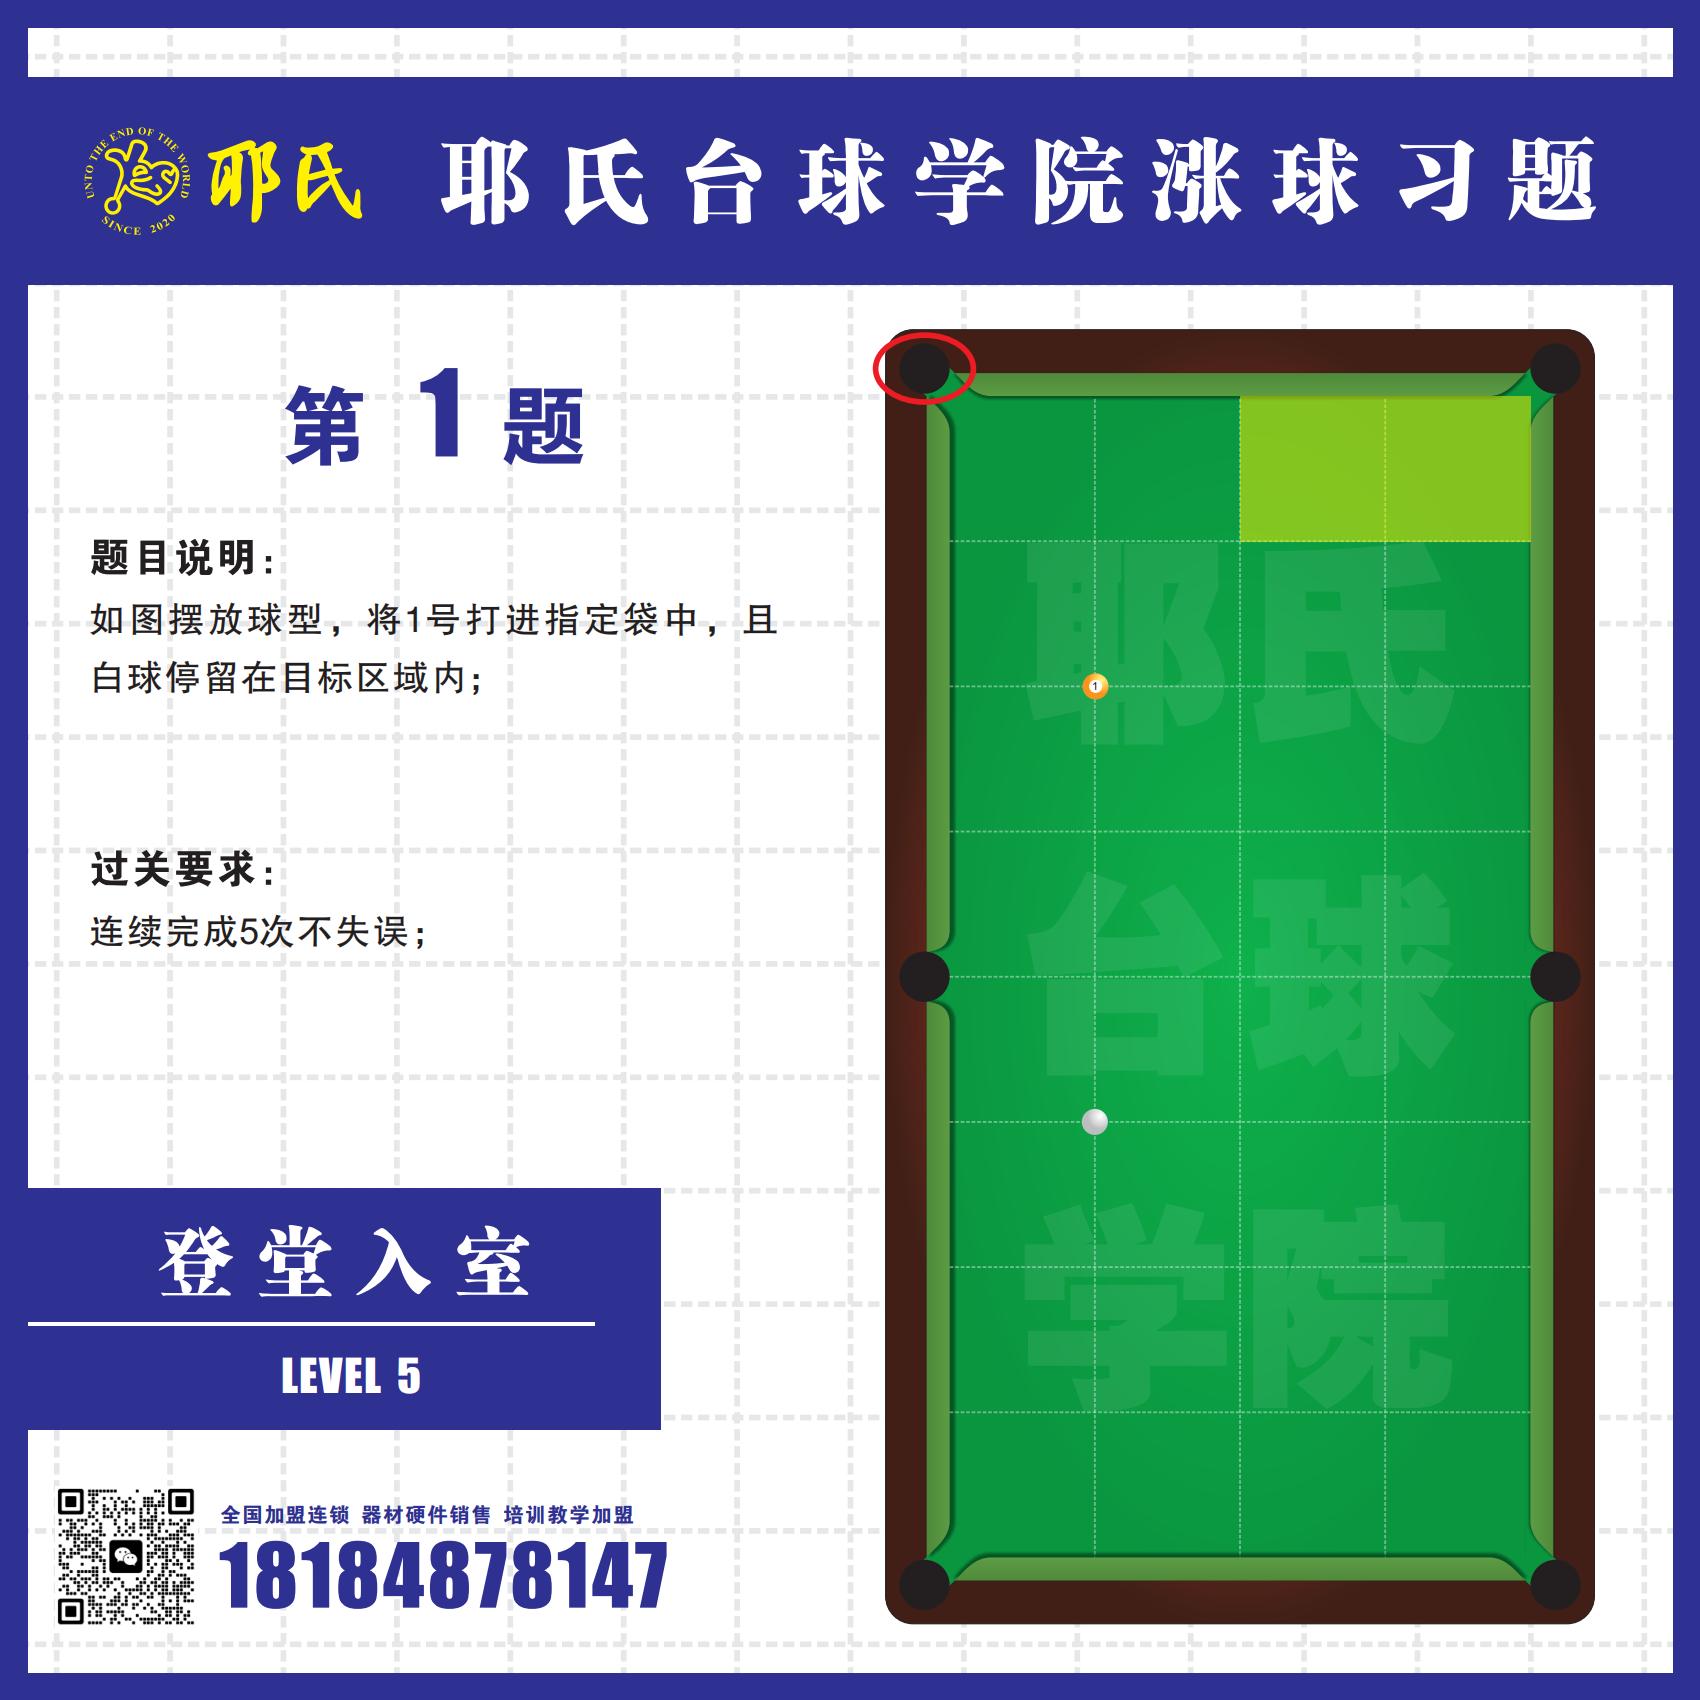 UNTO THE END OF THE WORLD
SINCE 2020
耶氏
耶氏台球学院涨球习题
第1题
题目说明：
如图摆放球型，将1号打进指定袋中，且
白球停留在目标区域内；
过关要求：
连续完成5次不失误；
登堂入室
LEVEL 5
全国加盟连锁 器材硬件销售 培训教学加盟
18184878147
1
耶氏
台球
学院